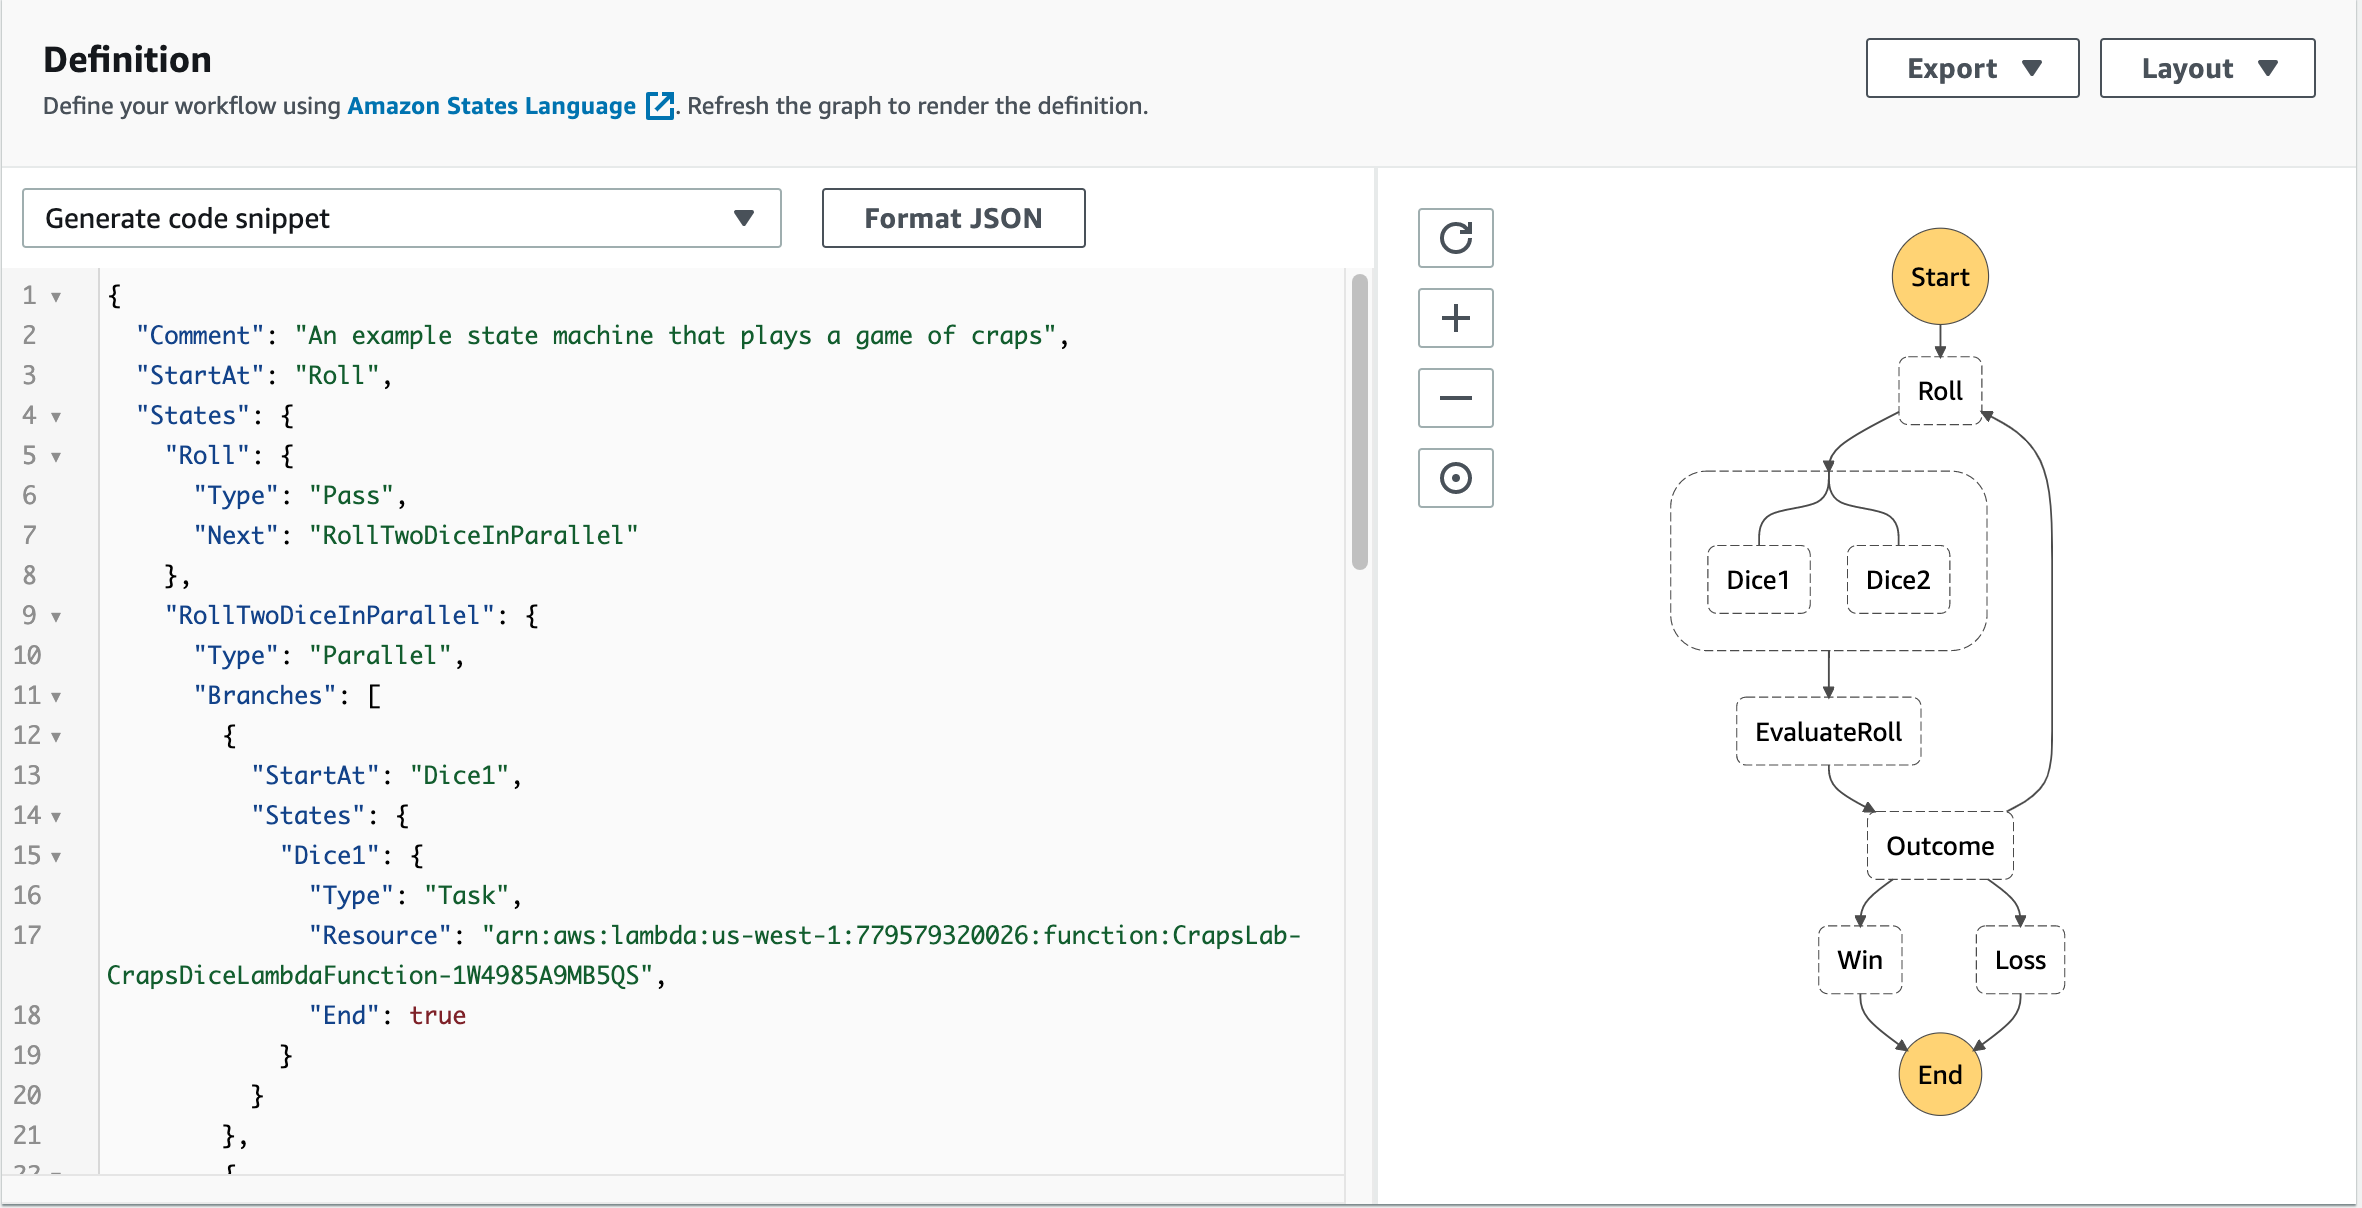 Definition
Define your workflow using Amazon States Language . Refresh the graph to render the definition.
Export
Layout
Generate code snippet
Format JSON
1 {
2 "Comment": "An example state machine that plays a game of craps",
3 "StartAt": "Roll",
4 "States": {
5 "Roll": {
6 "Type": "Pass",
7 "Next": "RollTwoDiceInParallel"
8 },
9 "RollTwoDiceInParallel": {
10 "Type": "Parallel",
11 "Branches": [
12 {
13 "StartAt": "Dice1",
14 "States": {
15 "Dice1": {
16 "Type": "Task",
17 "Resource": "arn:aws:lambda:us-west-1:779579320026:function:CrapsLab-
CrapsDiceLambdaFunction-1W4985A9MB5QS",
18 "End": true
19 }
20 }
21 },
22 {
Start
Roll
Dice1 Dice2
EvaluateRoll
Outcome
Win Loss
End